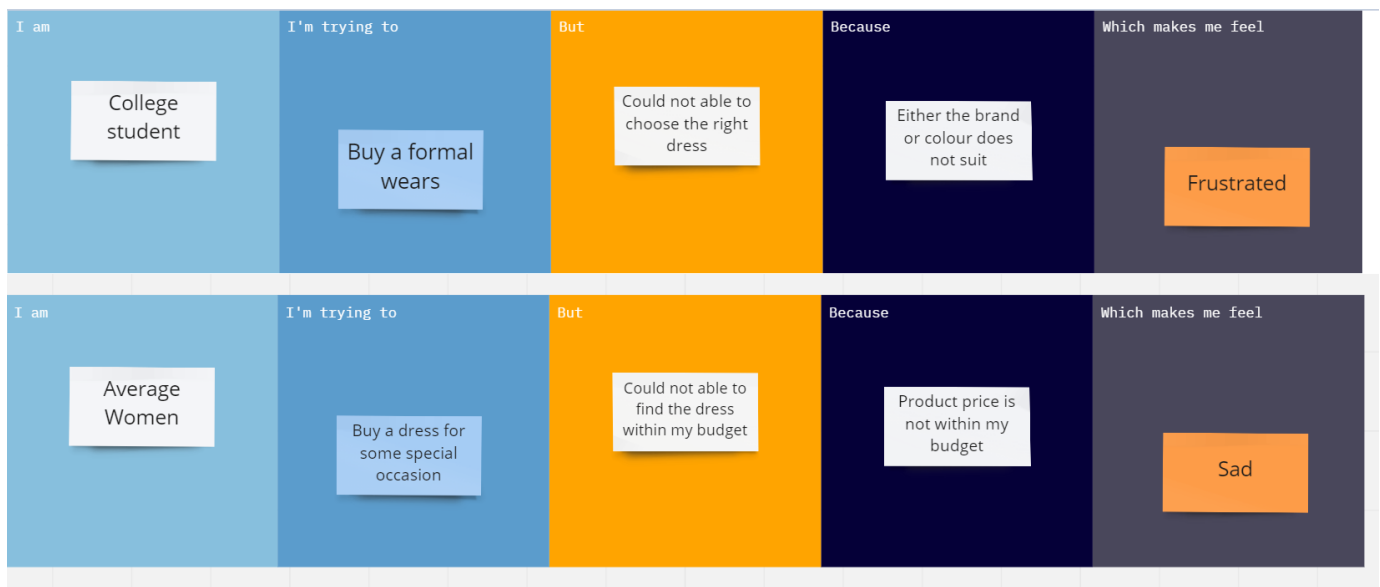 I am
I'm trying to
But
Because
Which makes me feel
College
student
Buy a formal
wears
Could not able to
choose the right
dress
Either the brand
or colour does
not suit
Frustrated
I am
I'm trying to
But
Because
Which makes me feel
Average
Women
Buy a dress for
some special
occasion
Could not able to
find the dress
within my budget
Product price is
not within my
budget
Sad